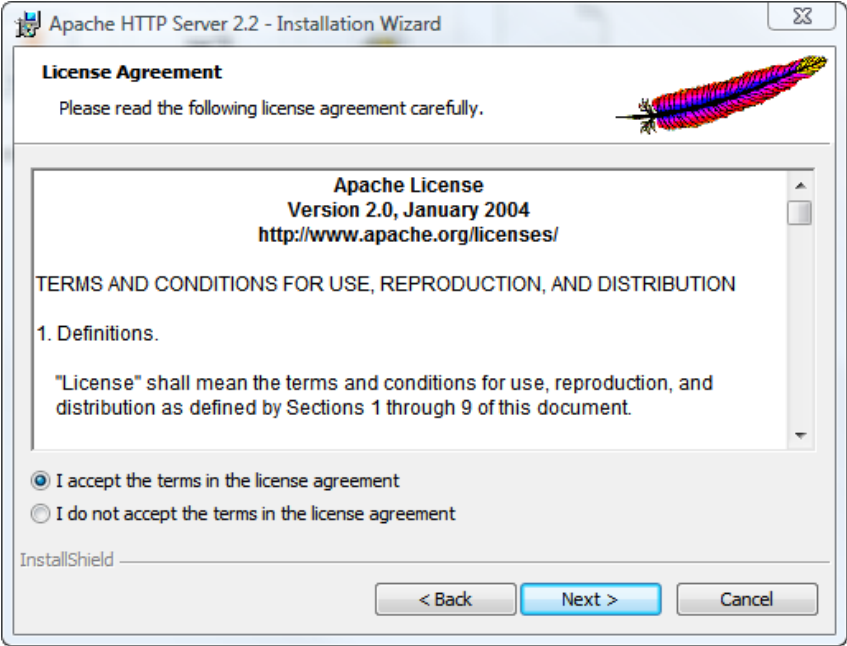 Apache HTTP Server 2.2 - Installation Wizard
License Agreement
Please read the following license agreement carefully.
Apache License
Version 2.0, January 2004
http://www.apache.org/licenses/
TERMS AND CONDITIONS FOR USE, REPRODUCTION, AND DISTRIBUTION
1. Definitions.
"License" shall mean the terms and conditions for use, reproduction, and
distribution as defined by Sections 1 through 9 of this document.
I accept the terms in the license agreement
I do not accept the terms in the license agreement
InstallShield
< Back Next > Cancel